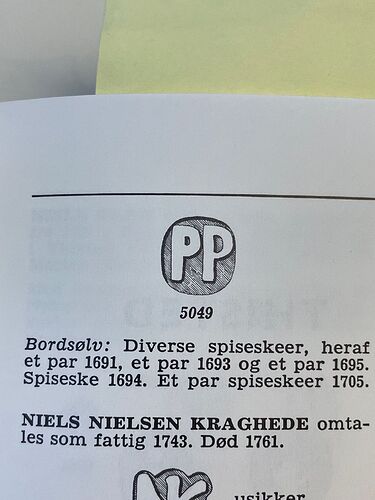 PP
5049
Bordsølv: Diverse spiseskeer, heraf
et par 1691, et par 1693 og et par 1695.
Spiseske 1694. Et par spiseskeer 1705.
NIELS NIELSEN KRAGHEDE omta-
les som fattig 1743. Død 1761.
usikker